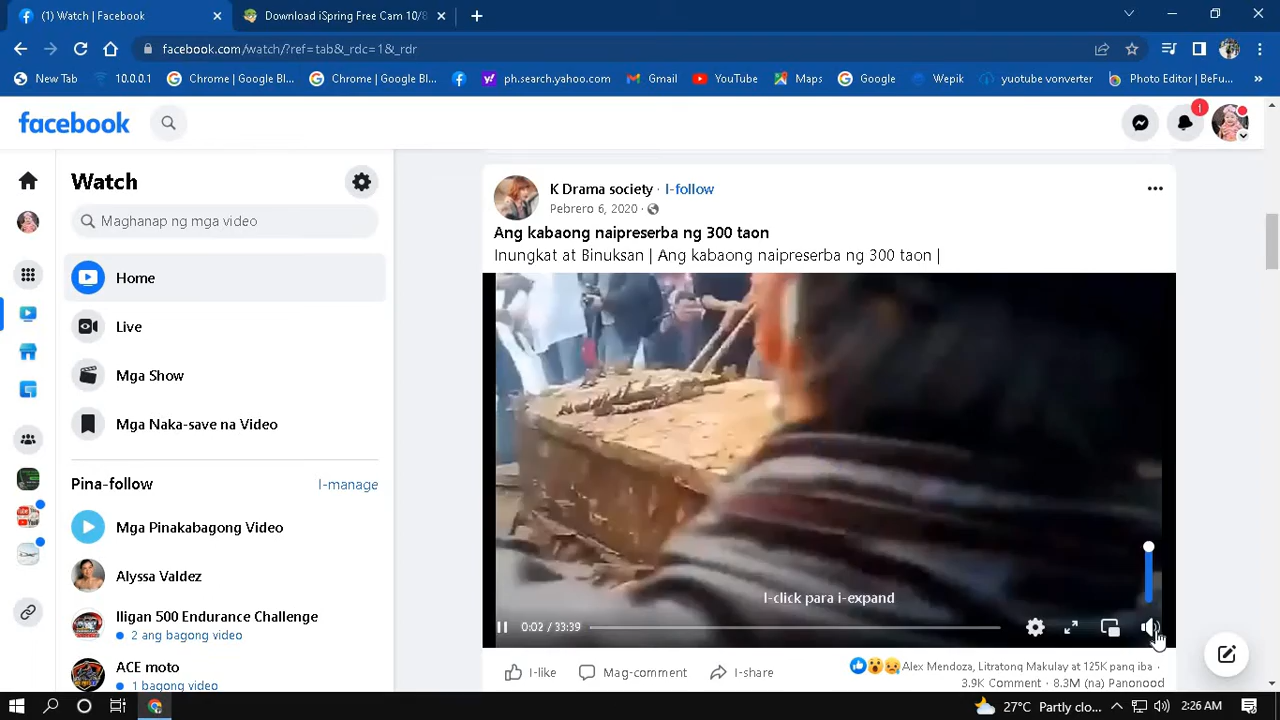 (1) Watch | Facebook
Download iSpring Free Cam 10/8
facebook.com/watch/?ref=tab&_rdc=1&_rdr
New Tab
10.0.0.1
Chrome | Google Bl...
Chrome | Google Bl...
ph.search.yahoo.com
Gmail
YouTube
Maps
Google
Wepik
yuotube vonverter
Photo Editor | BeFu...
facebook
1
Watch
Maghanap ng mga video
Home
Live
Mga Show
Mga Naka-save na Video
Pina-follow
I-manage
Mga Pinakabagong Video
Alyssa Valdez
Iligan 500 Endurance Challenge
2 ang bagong video
ACE moto
1 bagong video
K Drama society · I-follow
Pebrero 6, 2020 ·
Ang kabaong naipreserba ng 300 taon
Inungkat at Binuksan | Ang kabaong naipreserba ng 300 taon |
I-click para i-expand
0:02 / 33:39
I-like
Mag-comment
I-share
Alex Mendoza, Litratong Makulay at 125K pang iba ·
3.9K Comment · 8.3M (na) Panonood
27°C Partly clo...
2:26 AM